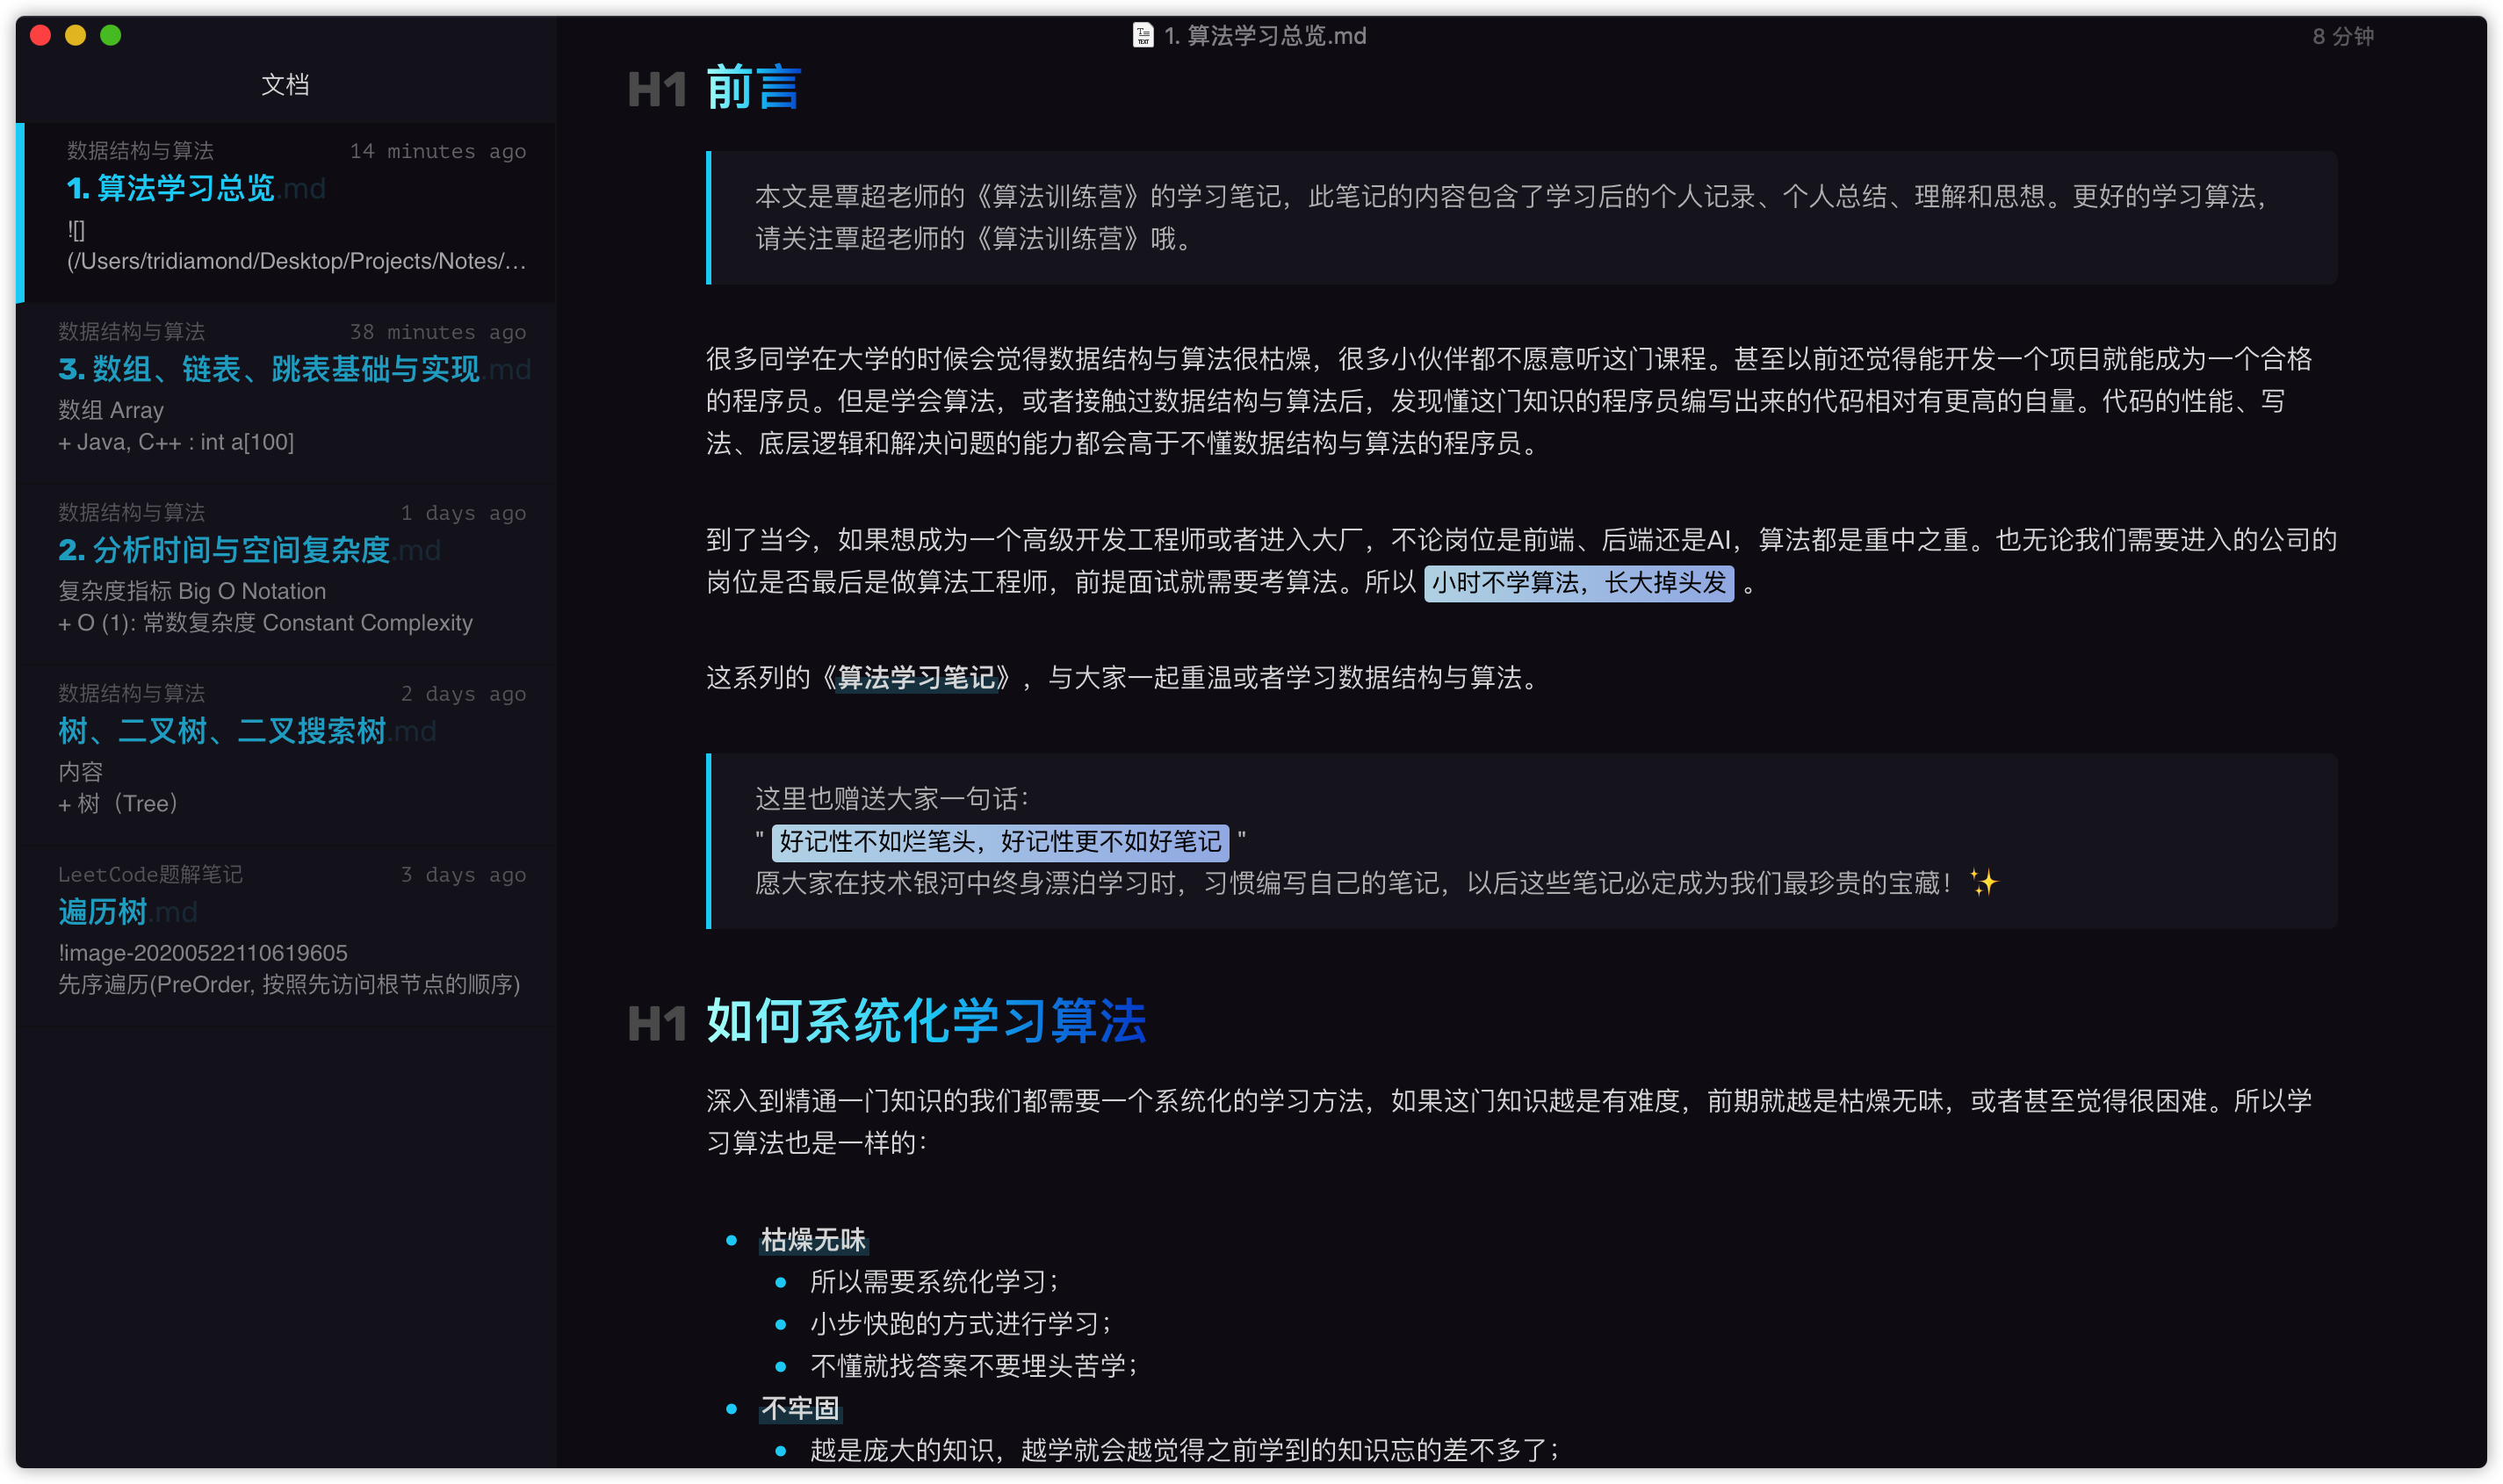 1. 算法学习总览.md
8 分钟
文档
数据结构与算法 14 minutes ago
1. 算法学习总览.md
![]
(/Users/tridiamond/Desktop/Projects/Notes/…
数据结构与算法 38 minutes ago
3. 数组、链表、跳表基础与实现.md
数组 Array
+ Java, C++ : int a[100]
数据结构与算法 1 days ago
2. 分析时间与空间复杂度.md
复杂度指标 Big O Notation
+ O (1): 常数复杂度 Constant Complexity
数据结构与算法 2 days ago
树、二叉树、二叉搜索树.md
内容
+ 树（Tree）
LeetCode题解笔记 3 days ago
遍历树.md
!image-20200522110619605
先序遍历(PreOrder, 按照先访问根节点的顺序)
H1 前言
本文是覃超老师的《算法训练营》的学习笔记，此笔记的内容包含了学习后的个人记录、个人总结、理解和思想。更好的学习算法，
请关注覃超老师的《算法训练营》哦。
很多同学在大学的时候会觉得数据结构与算法很枯燥，很多小伙伴都不愿意听这门课程。甚至以前还觉得能开发一个项目就能成为一个合格
的程序员。但是学会算法，或者接触过数据结构与算法后，发现懂这门知识的程序员编写出来的代码相对有更高的自量。代码的性能、写
法、底层逻辑和解决问题的能力都会高于不懂数据结构与算法的程序员。
到了当今，如果想成为一个高级开发工程师或者进入大厂，不论岗位是前端、后端还是AI，算法都是重中之重。也无论我们需要进入的公司的
岗位是否最后是做算法工程师，前提面试就需要考算法。所以 小时不学算法，长大掉头发 。
这系列的《算法学习笔记》，与大家一起重温或者学习数据结构与算法。
这里也赠送大家一句话：
" 好记性不如烂笔头，好记性更不如好笔记 "
愿大家在技术银河中终身漂泊学习时，习惯编写自己的笔记，以后这些笔记必定成为我们最珍贵的宝藏！✨
H1 如何系统化学习算法
深入到精通一门知识的我们都需要一个系统化的学习方法，如果这门知识越是有难度，前期就越是枯燥无味，或者甚至觉得很困难。所以学
习算法也是一样的：
• 枯燥无味
• 所以需要系统化学习；
• 小步快跑的方式进行学习；
• 不懂就找答案不要埋头苦学；
• 不牢固
• 越是庞大的知识，越学就会越觉得之前学到的知识忘的差不多了；